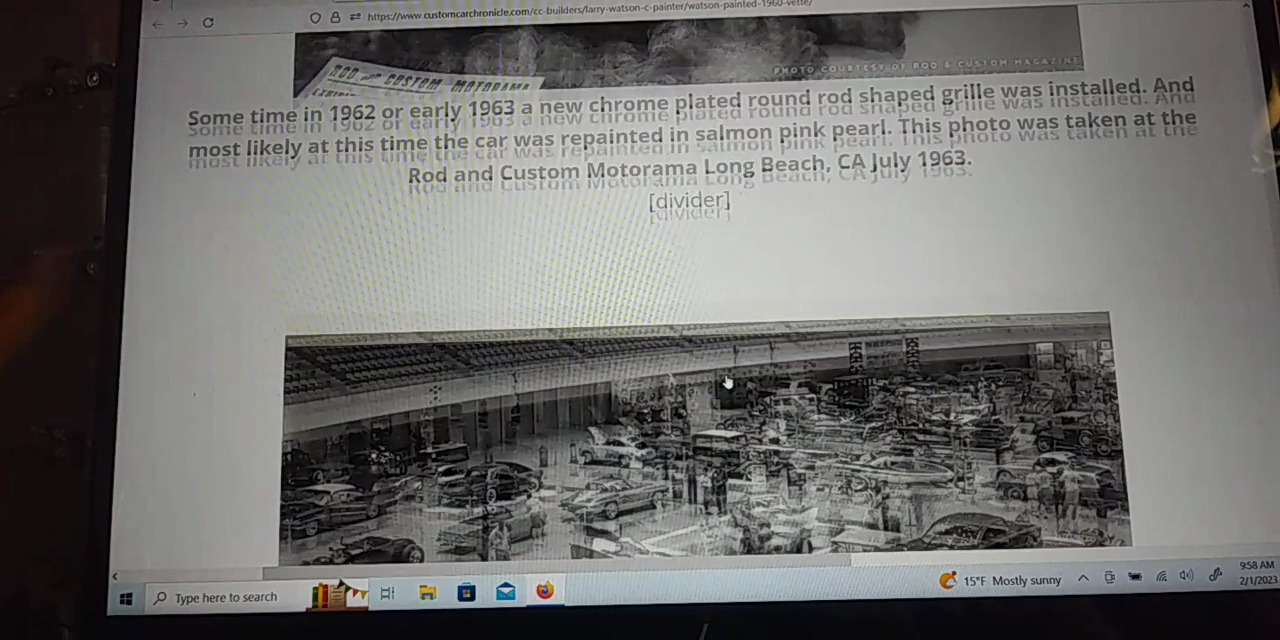 https://www.customcarchronicle.com/cc-builders/larry-watson-c-painter/watson-painted-1960-vette/
ROD and CUSTOM MOTORAMA
PHOTO COURTESY OF ROD & CUSTOM MAGAZINE
Some time in 1962 or early 1963 a new chrome plated round rod shaped grille was installed. And
most likely at this time the car was repainted in salmon pink pearl. This photo was taken at the
Rod and Custom Motorama Long Beach, CA July 1963.
[divider]
Type here to search
15°F Mostly sunny
9:58 AM
2/1/2023